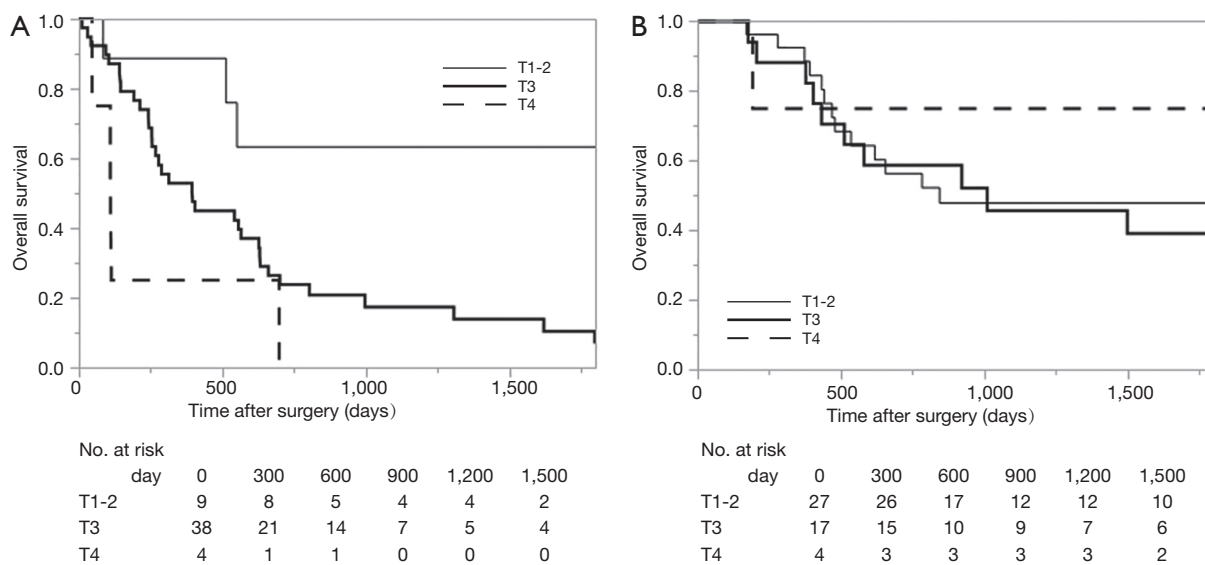 A
Overall survival
1.0
0.8
0.6
0.4
0.2
0.0
T1-2
T3
T4
0 500 1,000 1,500
Time after surgery (days)
No. at risk
day 0 300 600 900 1,200 1,500
T1-2 9 8 5 4 4 2
T3 38 21 14 7 5 4
T4 4 1 1 0 0 0
B
Overall survival
1.0
0.8
0.6
0.4
0.2
0.0
T1-2
T3
T4
0 500 1,000 1,500
Time after surgery (days)
No. at risk
day 0 300 600 900 1,200 1,500
T1-2 27 26 17 12 12 10
T3 17 15 10 9 7 6
T4 4 3 3 3 3 2